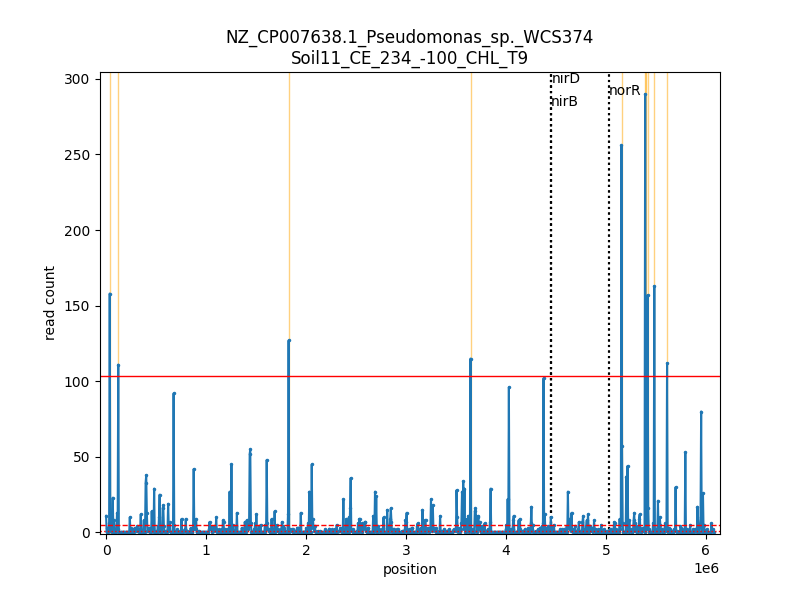 NZ_CP007638.1_Pseudomonas_sp._WCS374
Soil11_CE_234_-100_CHL_T9
300
250
200
150
100
50
0
read count
nirD
nirB
norR
0
1
2
3
4
5
6
1e6
position